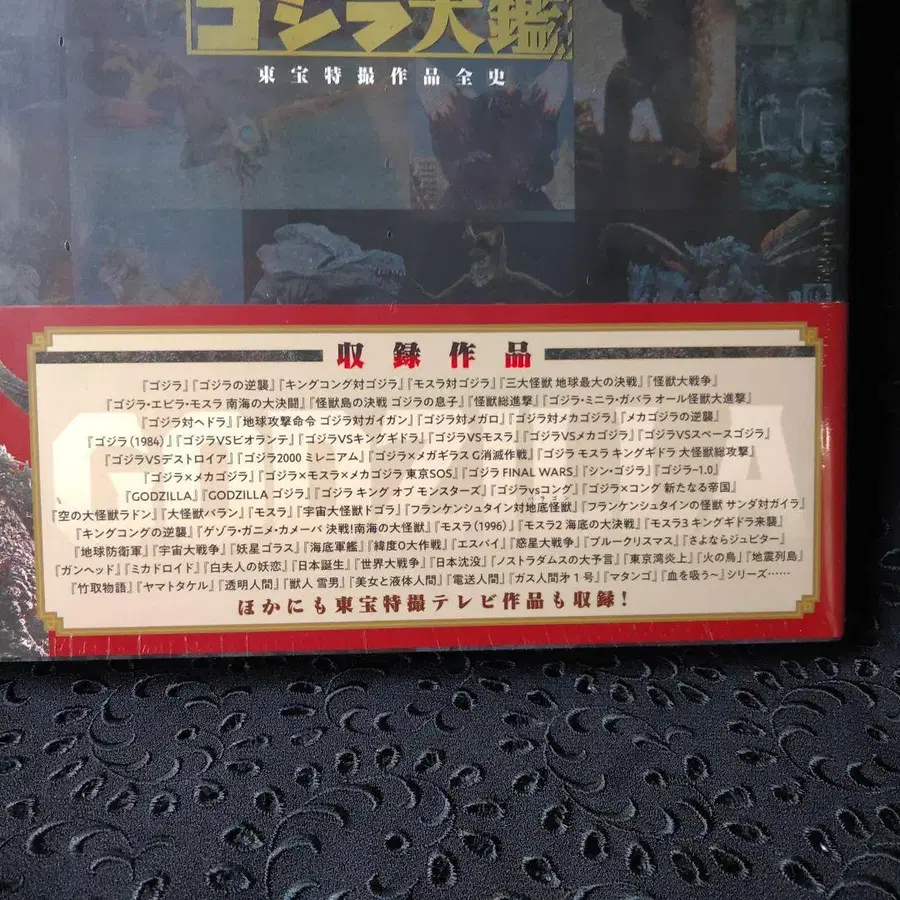 ゴジラ大鑑
東宝特撮作品全史
収録作品
『ゴジラ』『ゴジラの逆襲』『キングコング対ゴジラ』『モスラ対ゴジラ』『三大怪獣 地球最大の決戦』『怪獣大戦争』
『ゴジラ・エビラ・モスラ 南海の大決闘』『怪獣島の決戦 ゴジラの息子』『怪獣総進撃』『ゴジラ・ミニラ・ガバラ オール怪獣大進撃』
『ゴジラ対ヘドラ』『地球攻撃命令 ゴジラ対ガイガン』『ゴジラ対メガロ』『ゴジラ対メカゴジラ』『メカゴジラの逆襲』
『ゴジラ(1984)』『ゴジラVSビオランテ』『ゴジラVSキングギドラ』『ゴジラVSモスラ』『ゴジラVSメカゴジラ』『ゴジラVSスペースゴジラ』
『ゴジラVSデストロイア』『ゴジラ2000 ミレニアム』『ゴジラ×メガギラス G消滅作戦』『ゴジラ モスラ キングギドラ 大怪獣総攻撃』
『ゴジラ×メカゴジラ』『ゴジラ×モスラ×メカゴジラ 東京SOS』『ゴジラ FINAL WARS』『シン・ゴジラ』『ゴジラ-1.0』
『GODZILLA』『GODZILLA ゴジラ』『ゴジラ キング オブ モンスターズ』『ゴジラvsコング』『ゴジラ×コング 新たなる帝国』
『空の大怪獣ラドン』『大怪獣バラン』『モスラ』『宇宙大怪獣ドゴラ』『フランケンシュタイン対地底怪獣』『フランケンシュタインの怪獣 サンダ対ガイラ』
『キングコングの逆襲』『ゲゾラ・ガニメ・カメーバ 決戦!南海の大怪獣』『モスラ(1996)』『モスラ2 海底の大決戦』『モスラ3 キングギドラ来襲』
『地球防衛軍』『宇宙大戦争』『妖星ゴラス』『海底軍艦』『緯度0大作戦』『エスパイ』『惑星大戦争』『ブルークリスマス』『さよならジュピター』
『ガンヘッド』『ミカドロイド』『白夫人の妖恋』『日本誕生』『世界大戦争』『日本沈没』『ノストラダムスの大予言』『東京湾炎上』『火の鳥』『地震列島』
『竹取物語』『ヤマトタケル』『透明人間』『獣人 雪男』『美女と液体人間』『電送人間』『ガス人間㐧1号』『マタンゴ』『血を吸う~』シリーズ……
ほかにも東宝特撮テレビ作品も収録!
GODZILLA